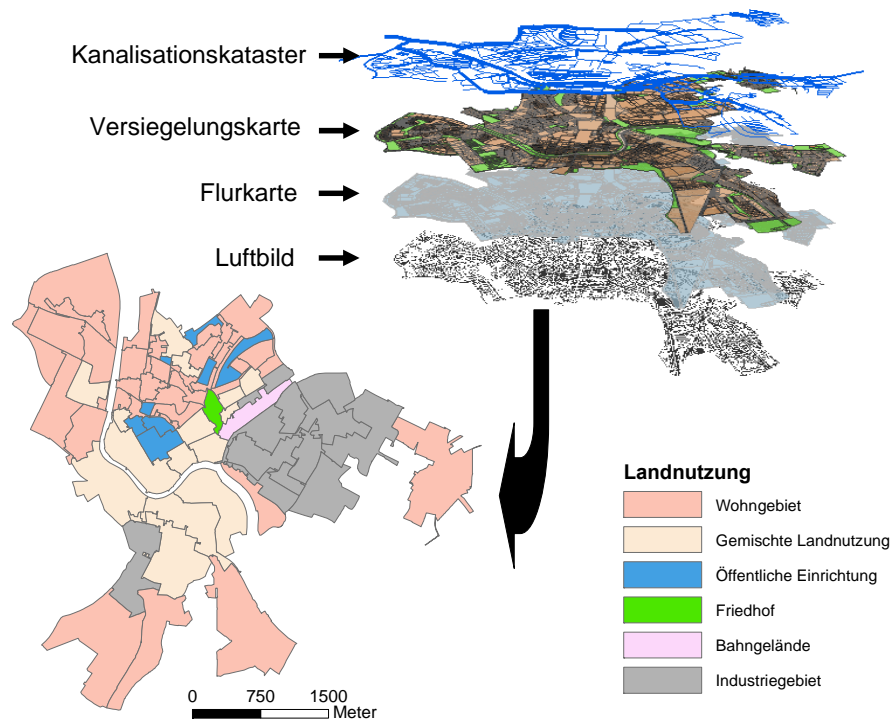 Kanalisationskataster
Versiegelungskarte
Flurkarte
Luftbild
Landnutzung
Wohngebiet
Gemischte Landnutzung
Öffentliche Einrichtung
Friedhof
Bahngelände
Industriegebiet
0 750 1500
Meter